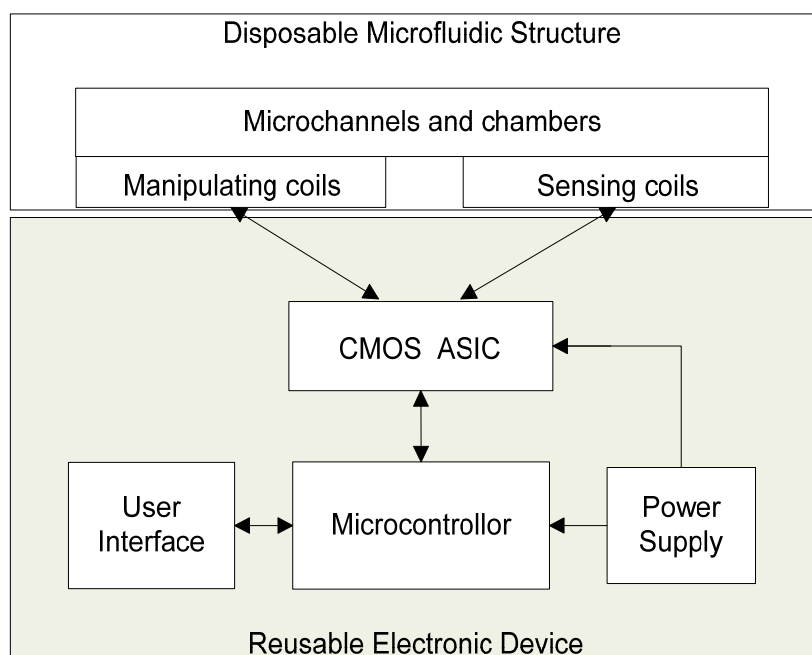 Disposable Microfluidic Structure
Microchannels and chambers
Manipulating coils
Sensing coils
CMOS ASIC
User
Interface
Microcontrollor
Power
Supply
Reusable Electronic Device